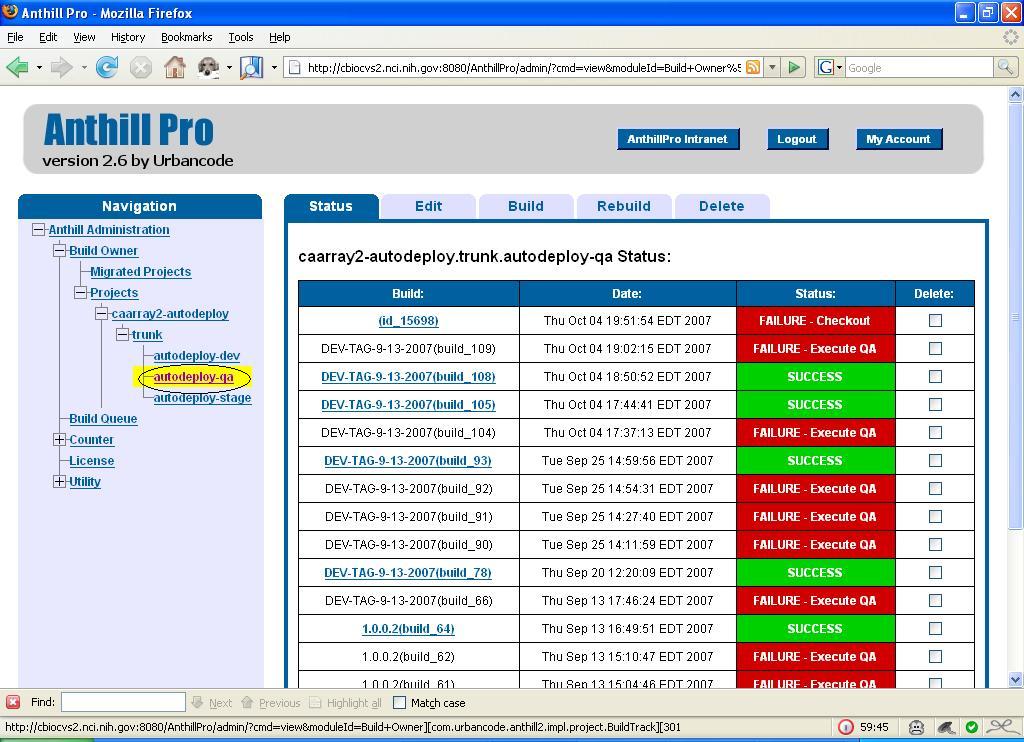 Anthill Pro - Mozilla Firefox
File Edit View History Bookmarks Tools Help
http://cbiocvs2.nci.nih.gov:8080/AnthillPro/admin/?cmd=view&moduleId=Build+Owner%5
G Google
Anthill Pro
version 2.6 by Urbancode
AnthillPro Intranet Logout My Account
Navigation
Anthill Administration
Build Owner
Migrated Projects
Projects
caarray2-autodeploy
trunk
autodeploy-dev
autodeploy-qa
autodeploy-stage
Build Queue
Counter
License
Utility
Status Edit Build Rebuild Delete
caarray2-autodeploy.trunk.autodeploy-qa Status:
Build: Date: Status: Delete:
(id_15698) Thu Oct 04 19:51:54 EDT 2007 FAILURE - Checkout
DEV-TAG-9-13-2007(build_109) Thu Oct 04 19:02:15 EDT 2007 FAILURE - Execute QA
DEV-TAG-9-13-2007(build_108) Thu Oct 04 18:50:52 EDT 2007 SUCCESS
DEV-TAG-9-13-2007(build_105) Thu Oct 04 17:44:41 EDT 2007 SUCCESS
DEV-TAG-9-13-2007(build_104) Thu Oct 04 17:37:13 EDT 2007 FAILURE - Execute QA
DEV-TAG-9-13-2007(build_93) Tue Sep 25 14:59:56 EDT 2007 SUCCESS
DEV-TAG-9-13-2007(build_92) Tue Sep 25 14:54:31 EDT 2007 FAILURE - Execute QA
DEV-TAG-9-13-2007(build_91) Tue Sep 25 14:27:40 EDT 2007 FAILURE - Execute QA
DEV-TAG-9-13-2007(build_90) Tue Sep 25 14:11:59 EDT 2007 FAILURE - Execute QA
DEV-TAG-9-13-2007(build_78) Thu Sep 20 12:20:09 EDT 2007 SUCCESS
DEV-TAG-9-13-2007(build_66) Thu Sep 13 17:46:24 EDT 2007 FAILURE - Execute QA
1.0.0.2(build_64) Thu Sep 13 16:49:51 EDT 2007 SUCCESS
1.0.0.2(build_62) Thu Sep 13 15:10:47 EDT 2007 FAILURE - Execute QA
1.0.0.2(build_61) Thu Sep 13 15:04:46 EDT 2007 FAILURE - Execute QA
Find: Next Previous Highlight all Match case
http://cbiocvs2.nci.nih.gov:8080/AnthillPro/admin/?cmd=view&moduleId=Build+Owner][com.urbancode.anthill2.impl.project.BuildTrack][301 59:45